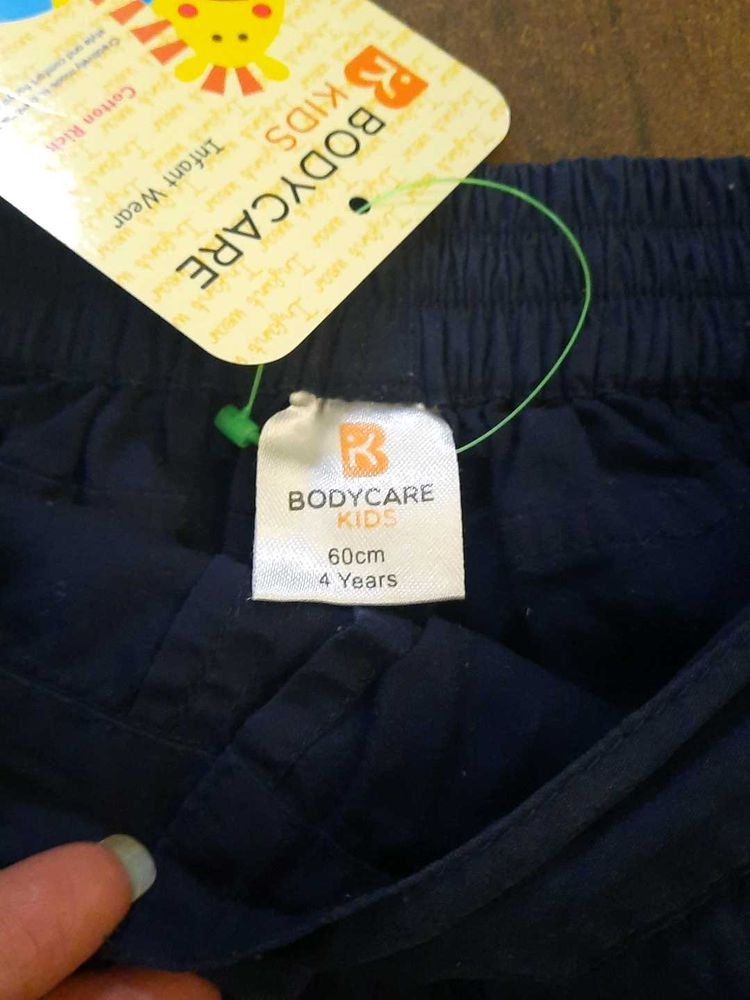 BODYCARE
KIDS
Infant Wear
Cotton Rich
BODYCARE
KIDS
60cm
4 Years